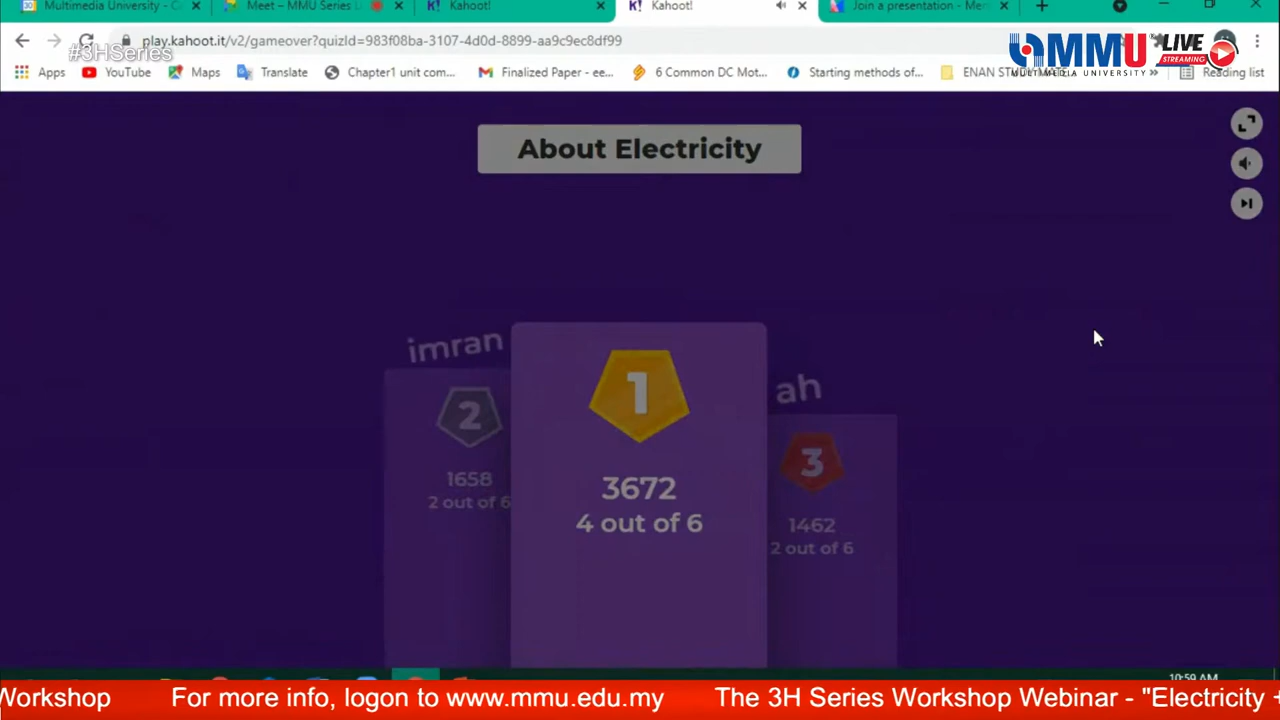 Multimedia University - C
Meet – MMU Series L
Kahoot!
Kahoot!
Join a presentation - Men
play.kahoot.it/v2/gameover?quizId=983f08ba-3107-4d0d-8899-aa9c9ec8df99
#3HSeries
MMU LIVE
STREAMING
MULTIMEDIA UNIVERSITY
Apps
YouTube
Maps
Translate
Chapter1 unit com...
Finalized Paper - ee...
6 Common DC Mot...
Starting methods of...
ENAN
Reading list
About Electricity
imran
2
1658
2 out of 6
1
3672
4 out of 6
ah
3
1462
2 out of 6
10:59 AM
Workshop For more info, logon to www.mmu.edu.my The 3H Series Workshop Webinar - "Electricity